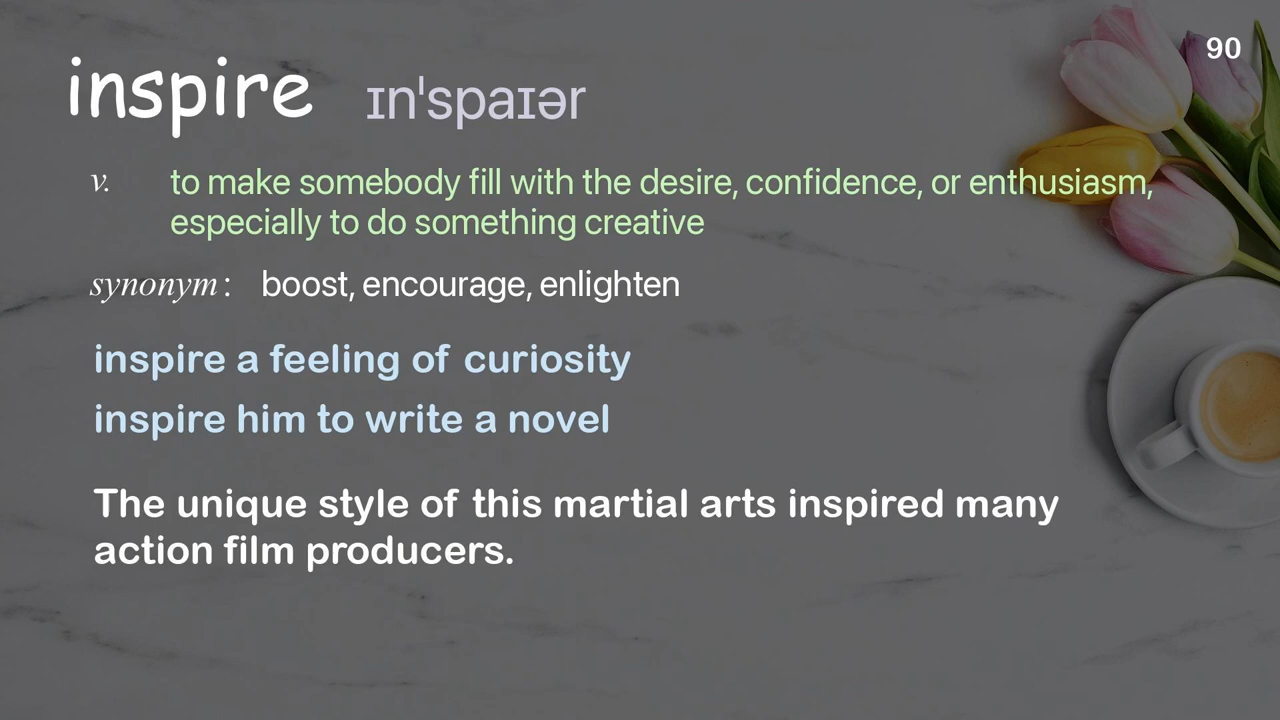 90
inspire ɪnˈspaɪər
v. to make somebody fill with the desire, confidence, or enthusiasm,
especially to do something creative
synonym : boost, encourage, enlighten
inspire a feeling of curiosity
inspire him to write a novel
The unique style of this martial arts inspired many
action film producers.